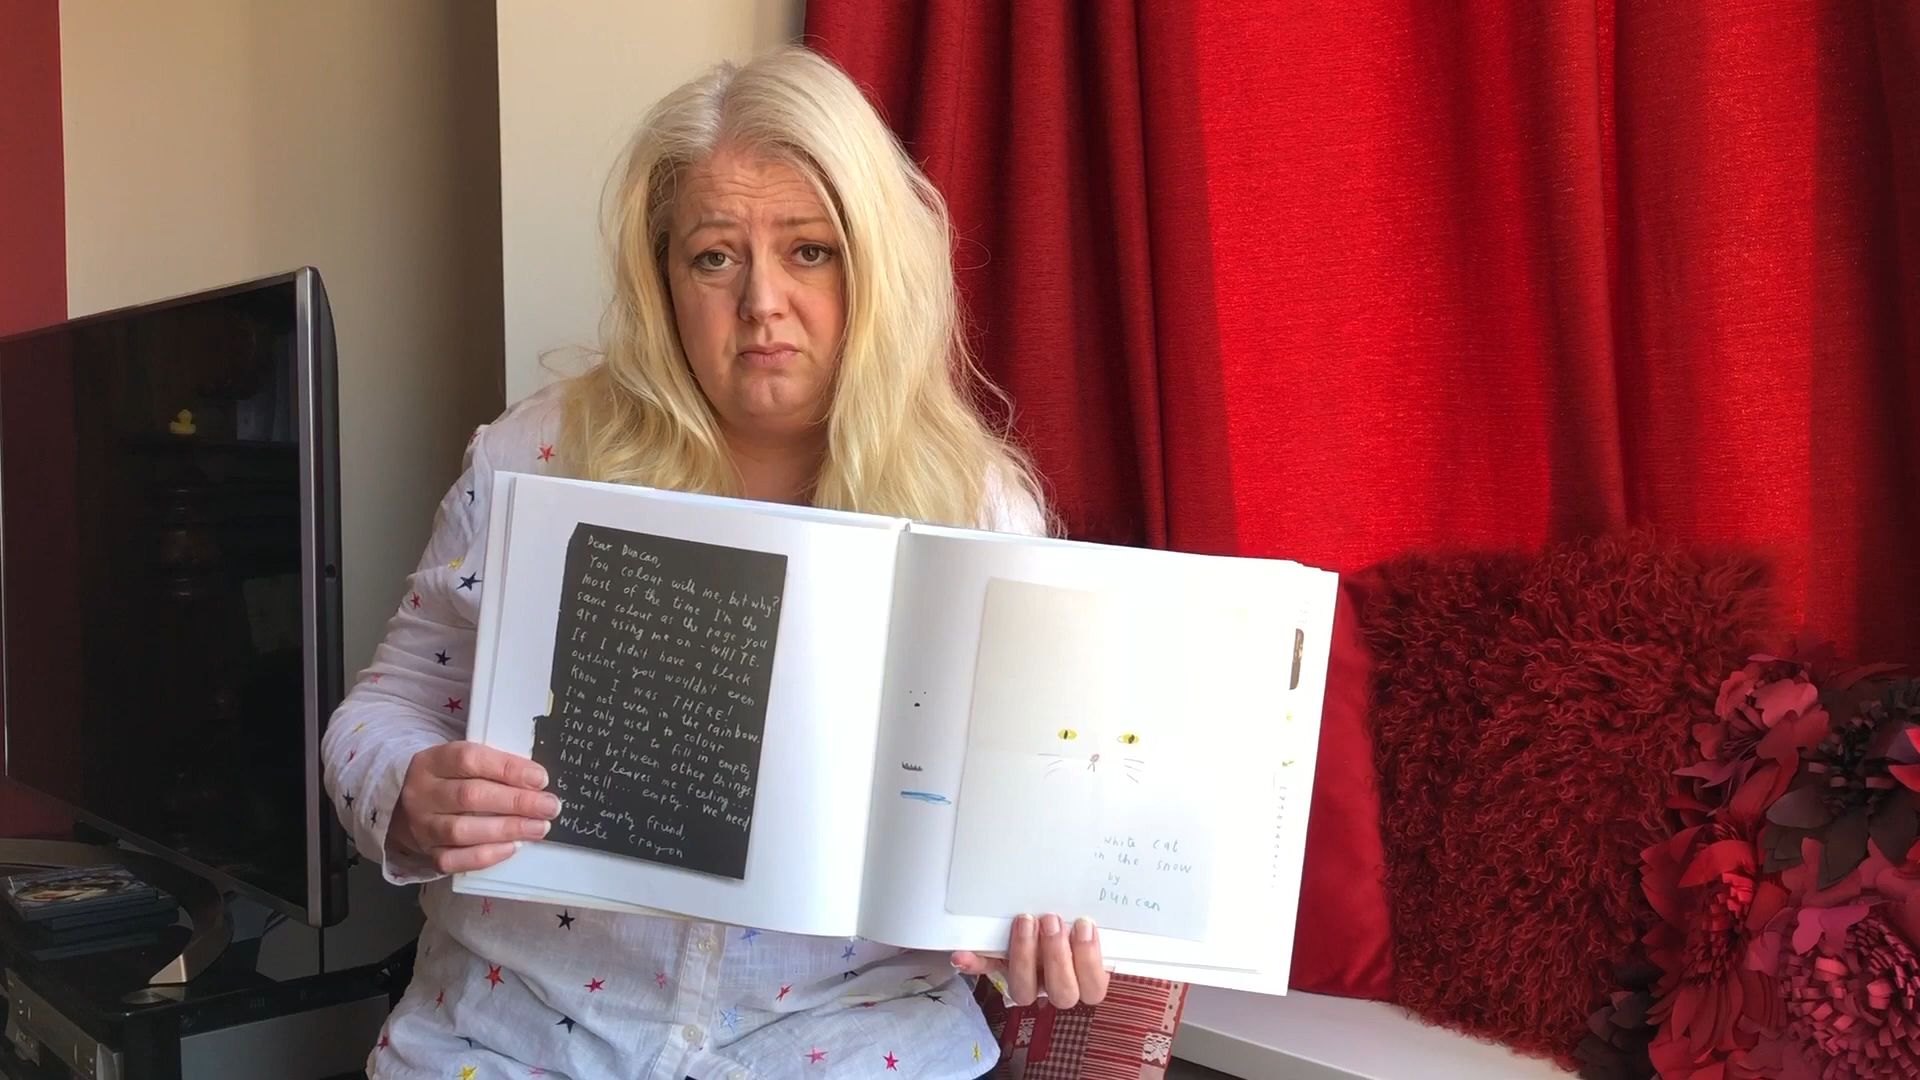 Dear Duncan,
You colour with me, but why?
Most of the time I'm the
same colour as the page you
are using me on - WHITE.
If I didn't have a black
outline, you wouldn't even
know I was THERE!
I'm not even in the rainbow.
I'm only used to colour
SNOW or to fill in empty
space between other things.
And it leaves me feeling...
...well... empty. We need
to talk.
Your empty friend,
White Crayon
white cat
in the snow
by
Duncan